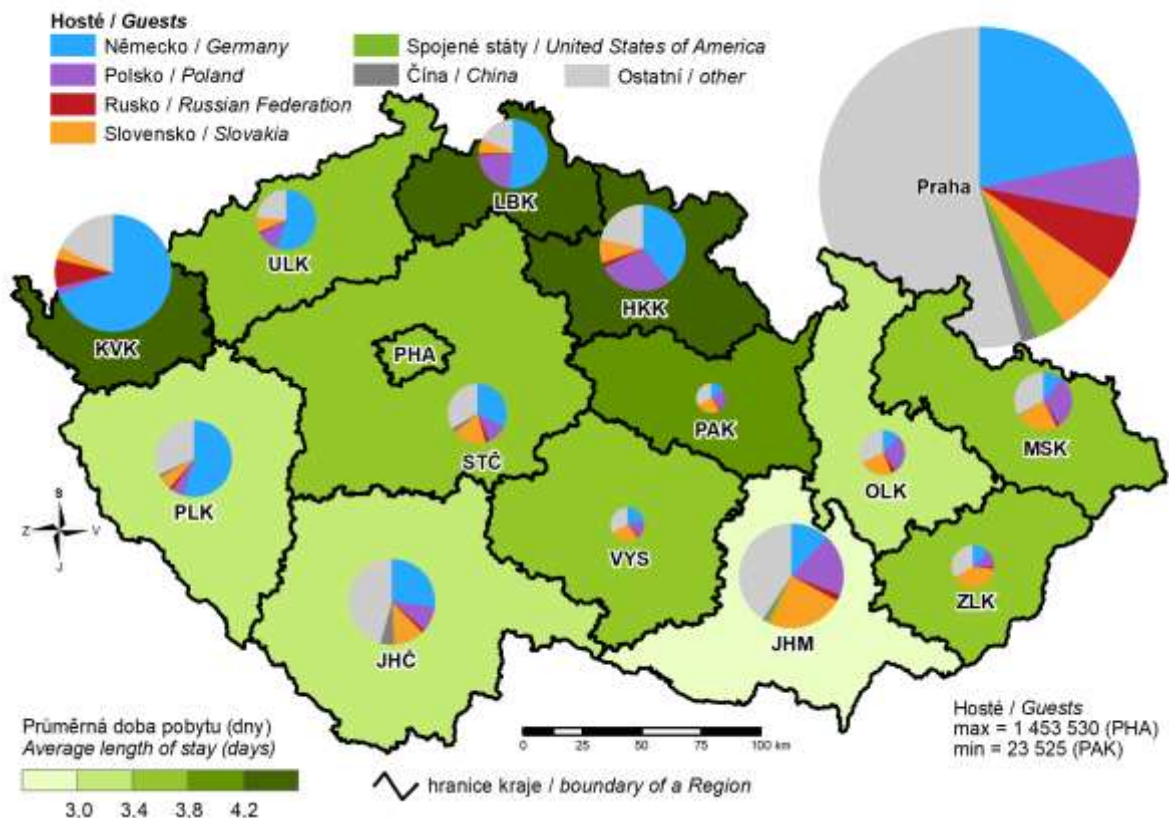 Hosté / Guests
Německo / Germany
Polsko / Poland
Rusko / Russian Federation
Slovensko / Slovakia
Spojené státy / United States of America
Čína / China
Ostatní / other
Praha
LBK
ULK
HKK
KVK
PHA
PAK
STČ
MSK
OLK
PLK
VYS
ZLK
JHČ
JHM
S
Z V
J
Průměrná doba pobytu (dny)
Average length of stay (days)
3.0 3.4 3.8 4.2
0 25 50 75 100 km
hranice kraje / boundary of a Region
Hosté / Guests
max = 1 453 530 (PHA)
min = 23 525 (PAK)